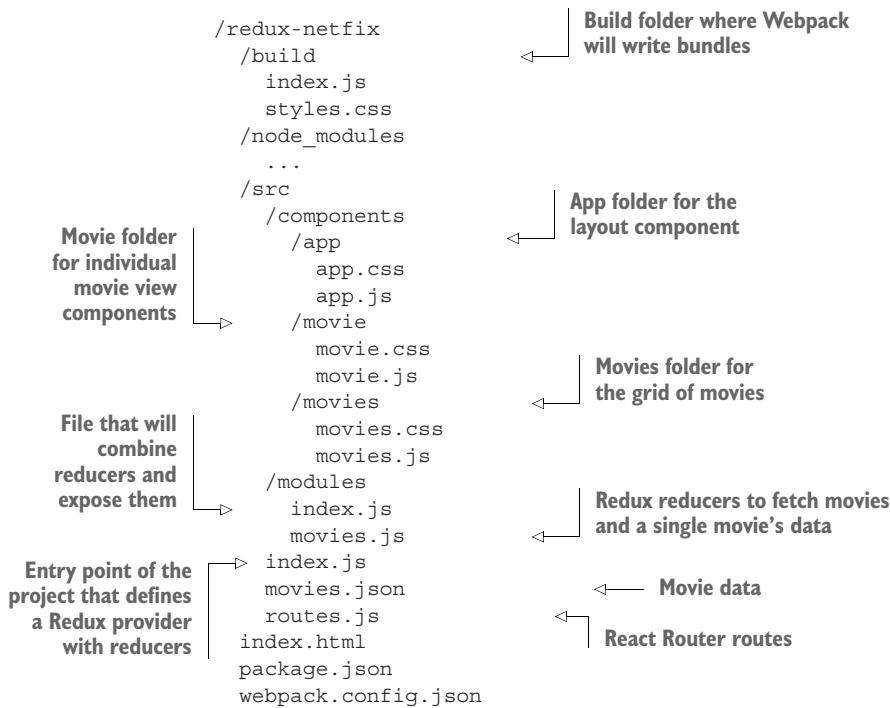 /redux-netfix
Build folder where Webpack
will write bundles
/build
index.js
styles.css
/node_modules
...
/src
App folder for the
layout component
/components
/app
Movie folder
for individual
movie view
components
app.css
app.js
/movie
movie.css
movie.js
Movies folder for
the grid of movies
/movies
movies.css
movies.js
File that will
combine
reducers and
expose them
/modules
index.js
Redux reducers to fetch movies
and a single movie's data
movies.js
Entry point of the
project that defines
a Redux provider
with reducers
index.js
movies.json
Movie data
routes.js
React Router routes
index.html
package.json
webpack.config.json